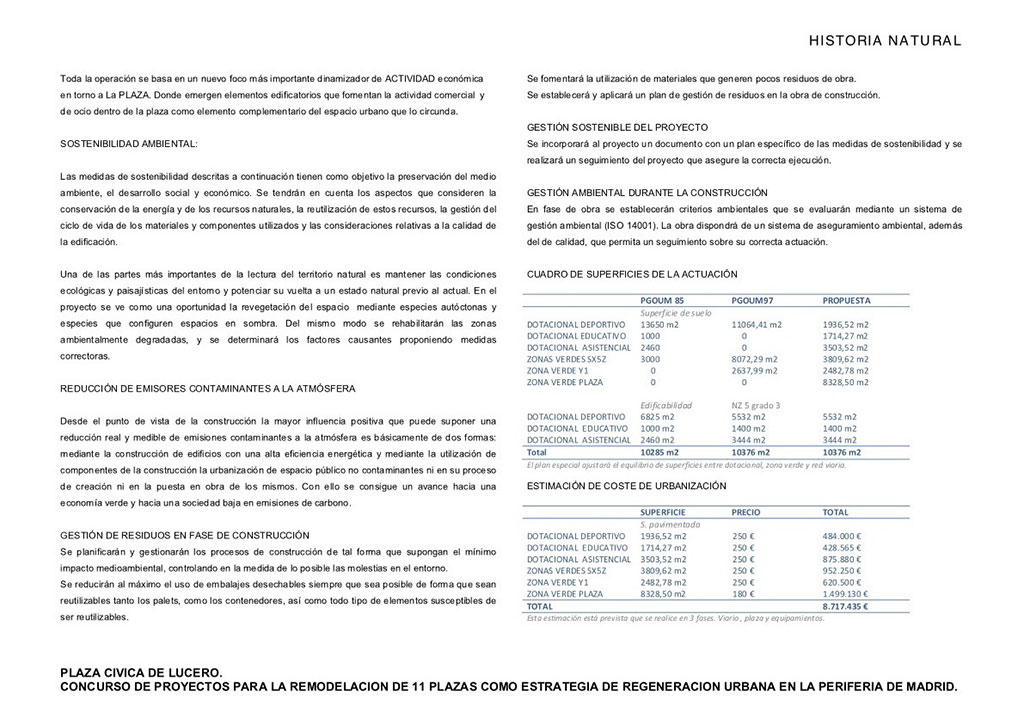 HISTORIA NATURAL
Toda la operación se basa en un nuevo foco más importante dinamizador de ACTIVIDAD económica
en torno a La PLAZA. Donde emergen elementos edificatorios que fomentan la actividad comercial y
de ocio dentro de la plaza como elemento complementario del espacio urbano que lo circunda.
SOSTENIBILIDAD AMBIENTAL:
Las medidas de sostenibilidad descritas a continuación tienen como objetivo la preservación del medio
ambiente, el desarrollo social y económico. Se tendrán en cuenta los aspectos que consideren la
conservación de la energía y de los recursos naturales, la reutilización de estos recursos, la gestión del
ciclo de vida de los materiales y componentes utilizados y las consideraciones relativas a la calidad de
la edificación.
Una de las partes más importantes de la lectura del territorio natural es mantener las condiciones
ecológicas y paisajísticas del entorno y potenciar su vuelta a un estado natural previo al actual. En el
proyecto se ve como una oportunidad la revegetación del espacio mediante especies autóctonas y
especies que configuren espacios en sombra. Del mismo modo se rehabilitarán las zonas
ambientalmente degradadas, y se determinará los factores causantes proponiendo medidas
correctoras.
REDUCCIÓN DE EMISORES CONTAMINANTES A LA ATMÓSFERA
Desde el punto de vista de la construcción la mayor influencia positiva que puede suponer una
reducción real y medible de emisiones contaminantes a la atmósfera es básicamente de dos formas:
mediante la construcción de edificios con una alta eficiencia energética y mediante la utilización de
componentes de la construcción la urbanización de espacio público no contaminantes ni en su proceso
de creación ni en la puesta en obra de los mismos. Con ello se consigue un avance hacia una
economía verde y hacia una sociedad baja en emisiones de carbono.
GESTIÓN DE RESIDUOS EN FASE DE CONSTRUCCIÓN
Se planificarán y gestionarán los procesos de construcción de tal forma que supongan el mínimo
impacto medioambiental, controlando en la medida de lo posible las molestias en el entorno.
Se reducirán al máximo el uso de embalajes desechables siempre que sea posible de forma que sean
reutilizables tanto los palets, como los contenedores, así como todo tipo de elementos susceptibles de
ser reutilizables.
Se fomentará la utilización de materiales que generen pocos residuos de obra.
Se establecerá y aplicará un plan de gestión de residuos en la obra de construcción.
GESTIÓN SOSTENIBLE DEL PROYECTO
Se incorporará al proyecto un documento con un plan específico de las medidas de sostenibilidad y se
realizará un seguimiento del proyecto que asegure la correcta ejecución.
GESTIÓN AMBIENTAL DURANTE LA CONSTRUCCIÓN
En fase de obra se establecerán criterios ambientales que se evaluarán mediante un sistema de
gestión ambiental (ISO 14001). La obra dispondrá de un sistema de aseguramiento ambiental, además
del de calidad, que permita un seguimiento sobre su correcta actuación.
CUADRO DE SUPERFICIES DE LA ACTUACIÓN
PGOUM 85 PGOUM97 PROPUESTA
Superficie de suelo
DOTACIONAL DEPORTIVO 13650 m2 11064,41 m2 1936,52 m2
DOTACIONAL EDUCATIVO 1000 0 1714,27 m2
DOTACIONAL ASISTENCIAL 2460 0 3503,52 m2
ZONAS VERDES SX5Z 3000 8072,29 m2 3809,62 m2
ZONA VERDE Y1 0 2637,99 m2 2482,78 m2
ZONA VERDE PLAZA 0 0 8328,50 m2
Edificabilidad NZ 5 grado 3
DOTACIONAL DEPORTIVO 6825 m2 5532 m2 5532 m2
DOTACIONAL EDUCATIVO 1000 m2 1400 m2 1400 m2
DOTACIONAL ASISTENCIAL 2460 m2 3444 m2 3444 m2
Total 10285 m2 10376 m2 10376 m2
El plan especial ajustará el equilibrio de superficies entre dotacional, zona verde y red viaria.
ESTIMACIÓN DE COSTE DE URBANIZACIÓN
SUPERFICIE PRECIO TOTAL
S. pavimentada
DOTACIONAL DEPORTIVO 1936,52 m2 250 € 484.000 €
DOTACIONAL EDUCATIVO 1714,27 m2 250 € 428.565 €
DOTACIONAL ASISTENCIAL 3503,52 m2 250 € 875.880 €
ZONAS VERDES SX5Z 3809,62 m2 250 € 952.250 €
ZONA VERDE Y1 2482,78 m2 250 € 620.500 €
ZONA VERDE PLAZA 8328,50 m2 180 € 1.499.130 €
TOTAL 8.717.435 €
Esta estimación está prevista que se realice en 3 fases. Viario , plaza y equipamientos.
PLAZA CIVICA DE LUCERO.
CONCURSO DE PROYECTOS PARA LA REMODELACION DE 11 PLAZAS COMO ESTRATEGIA DE REGENERACION URBANA EN LA PERIFERIA DE MADRID.